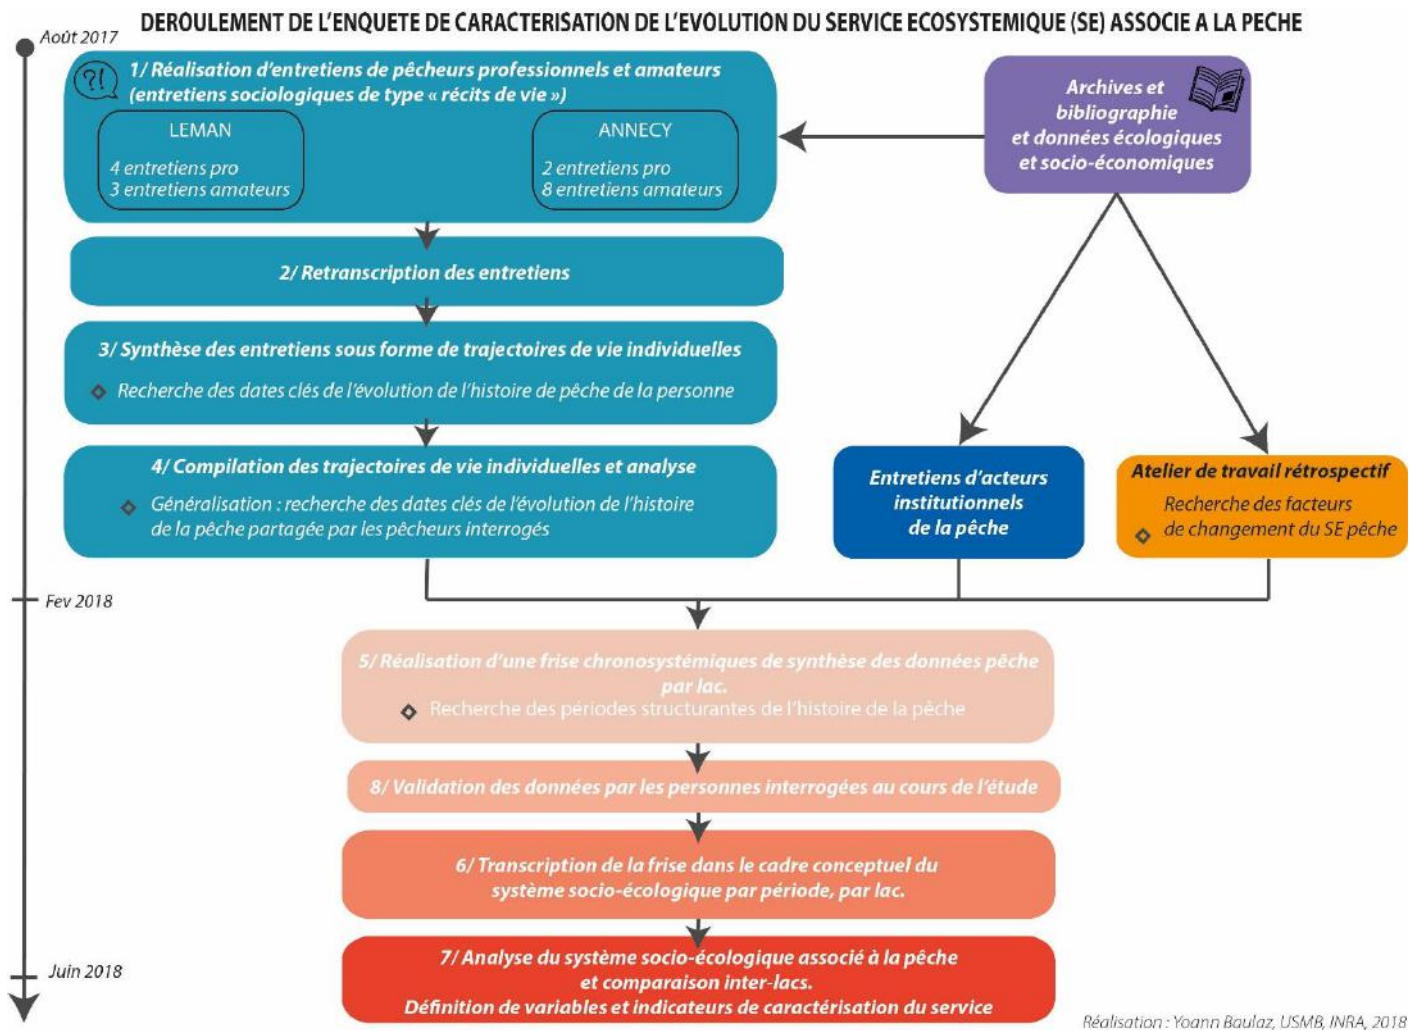 DEROULEMENT DE L'ENQUETE DE CARACTERISATION DE L'EVOLUTION DU SERVICE ECOSYSTEMIQUE (SE) ASSOCIE A LA PECHE
Août 2017
?!
1/ Réalisation d'entretiens de pêcheurs professionnels et amateurs
(entretiens sociologiques de type « récits de vie »)
LEMAN
4 entretiens pro
3 entretiens amateurs
ANNECY
2 entretiens pro
8 entretiens amateurs
Archives et
bibliographie
et données écologiques
et socio-économiques
2/ Retranscription des entretiens
3/ Synthèse des entretiens sous forme de trajectoires de vie individuelles
Recherche des dates clés de l'évolution de l'histoire de pêche de la personne
4/ Compilation des trajectoires de vie individuelles et analyse
Généralisation : recherche des dates clés de l'évolution de l'histoire
de la pêche partagée par les pêcheurs interrogés
Entretiens d'acteurs
institutionnels
de la pêche
Atelier de travail rétrospectif
Recherche des facteurs
de changement du SE pêche
Fev 2018
5/ Réalisation d'une frise chronosystémiques de synthèse des données pêche
par lac.
Recherche des périodes structurantes de l'histoire de la pêche
8/ Validation des données par les personnes interrogées au cours de l'étude
6/ Transcription de la frise dans le cadre conceptuel du
système socio-écologique par période, par lac.
7/ Analyse du système socio-écologique associé à la pêche
et comparaison inter-lacs.
Définition de variables et indicateurs de caractérisation du service
Juin 2018
Réalisation : Yoann Baulaz, USMB, INRA, 2018